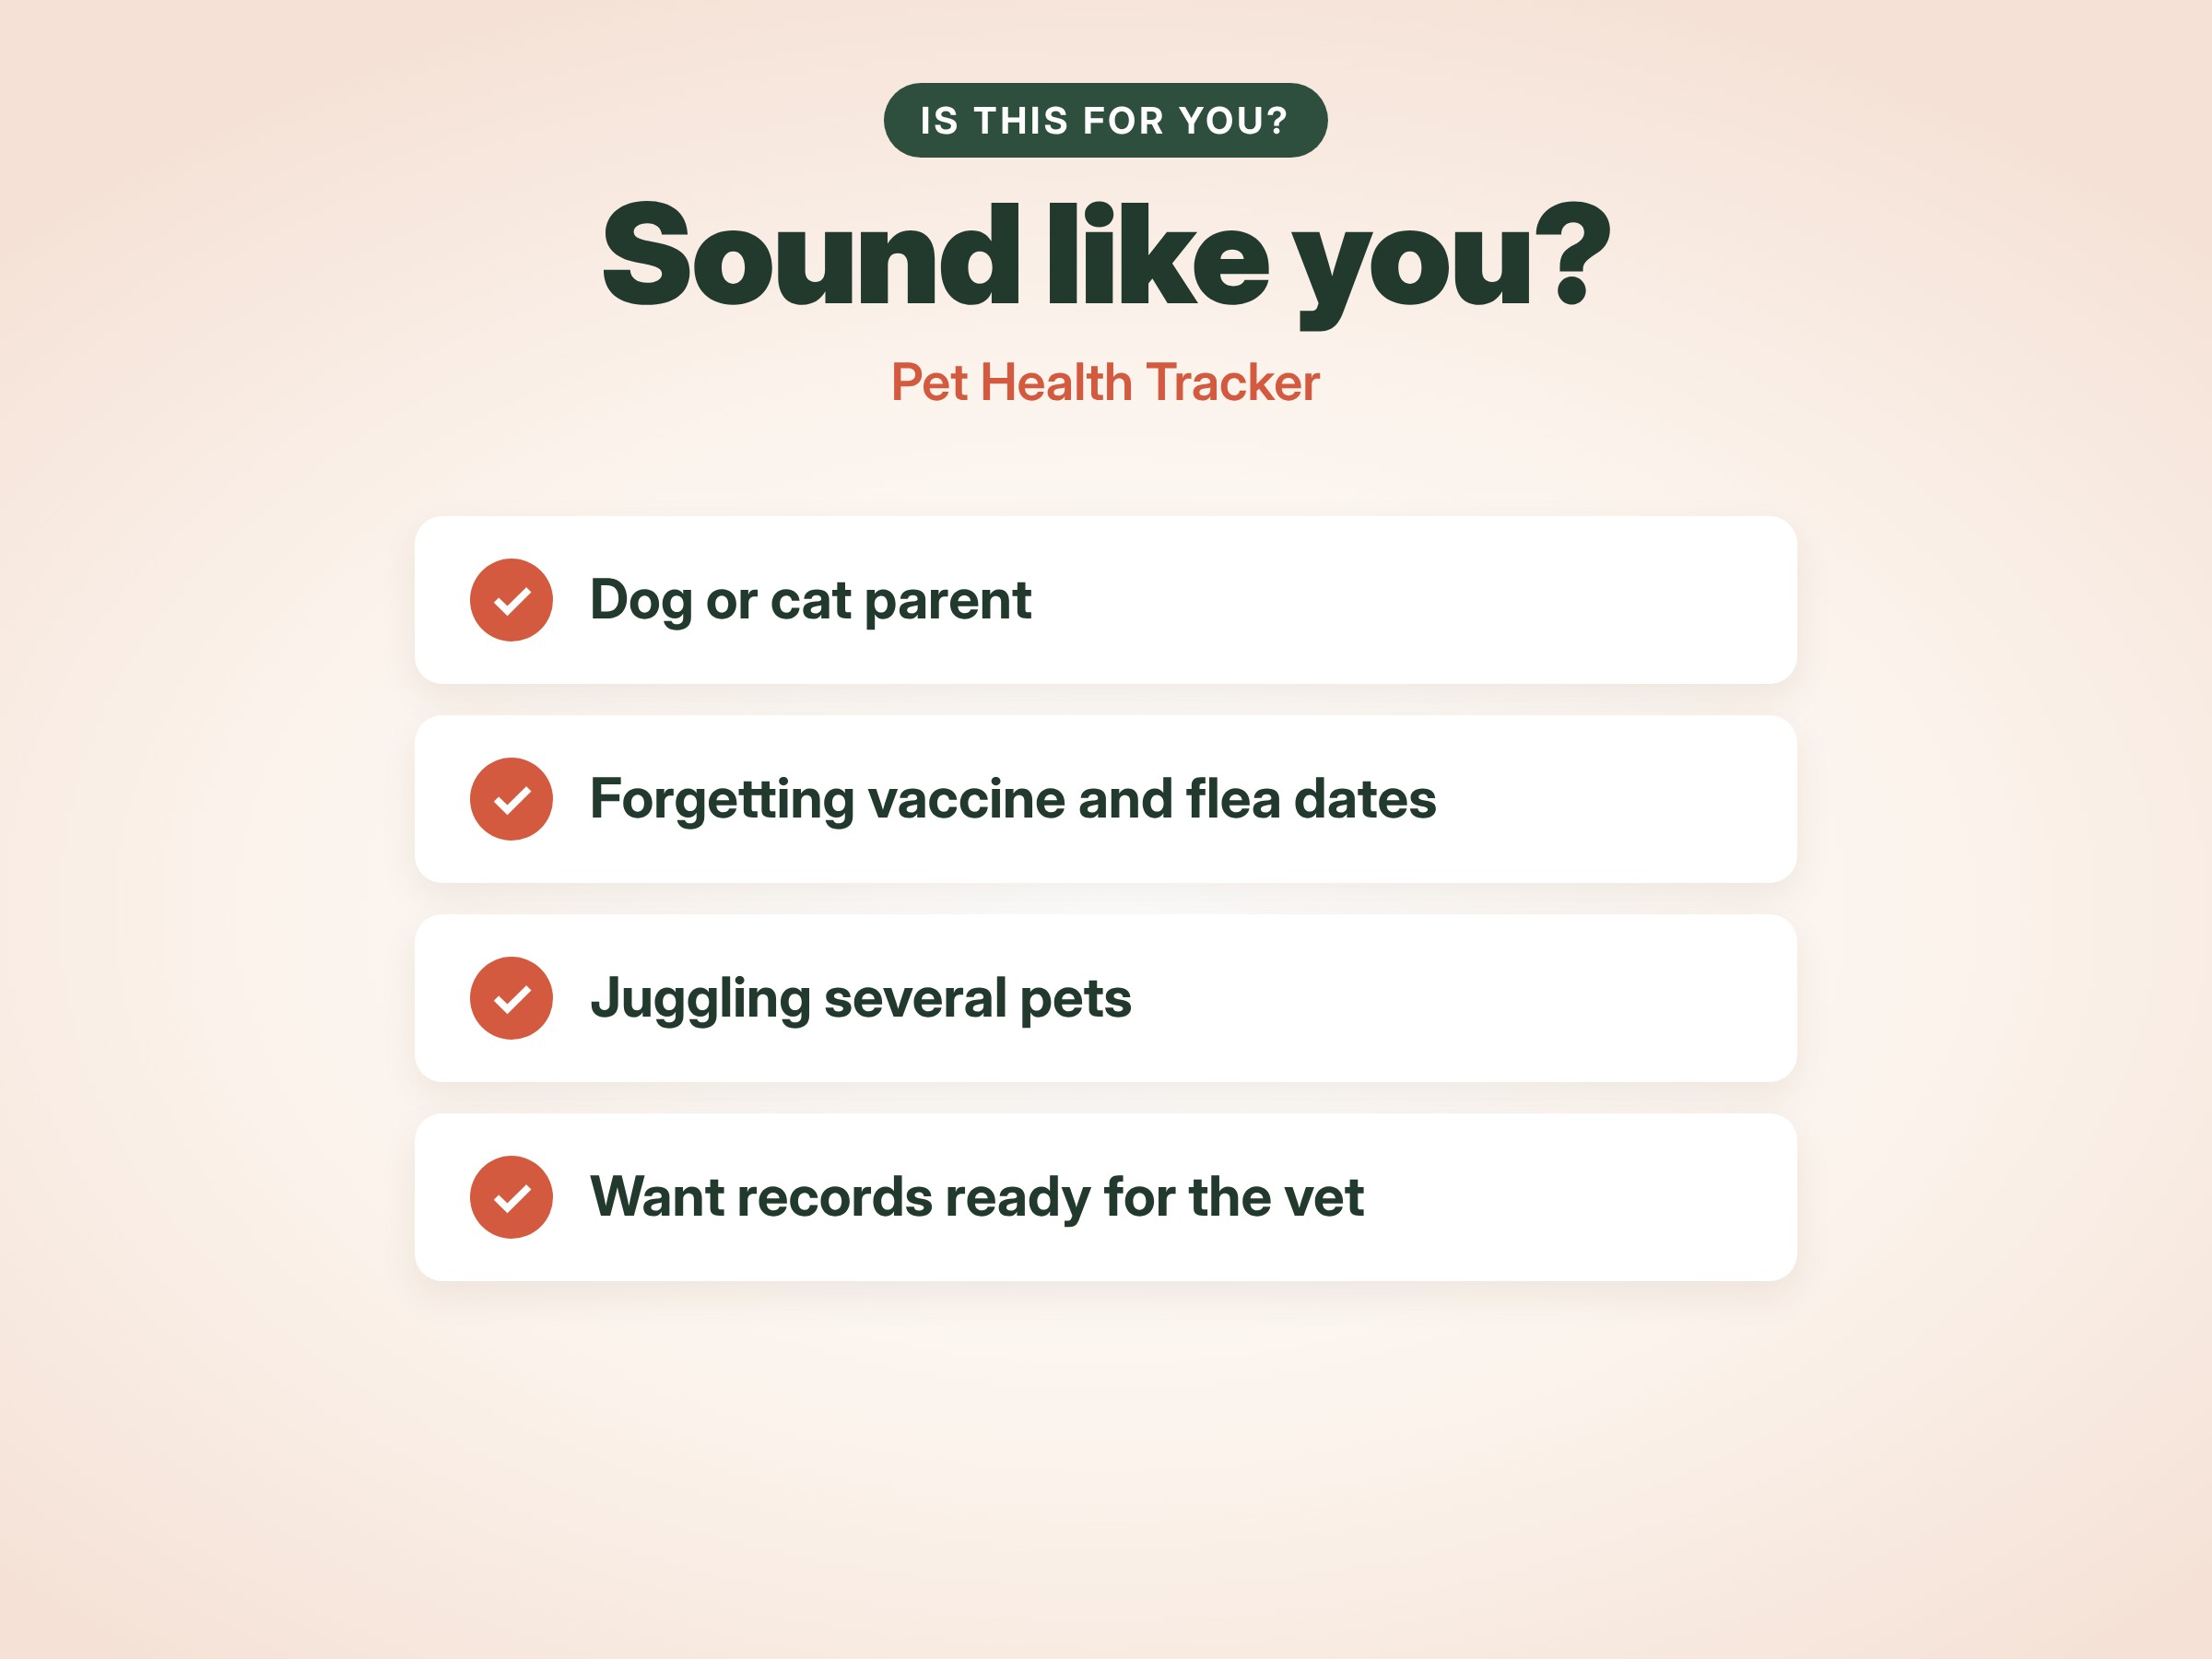 IS THIS FOR YOU?
Sound like you?
Pet Health Tracker
Dog or cat parent
Forgetting vaccine and flea dates
Juggling several pets
Want records ready for the vet